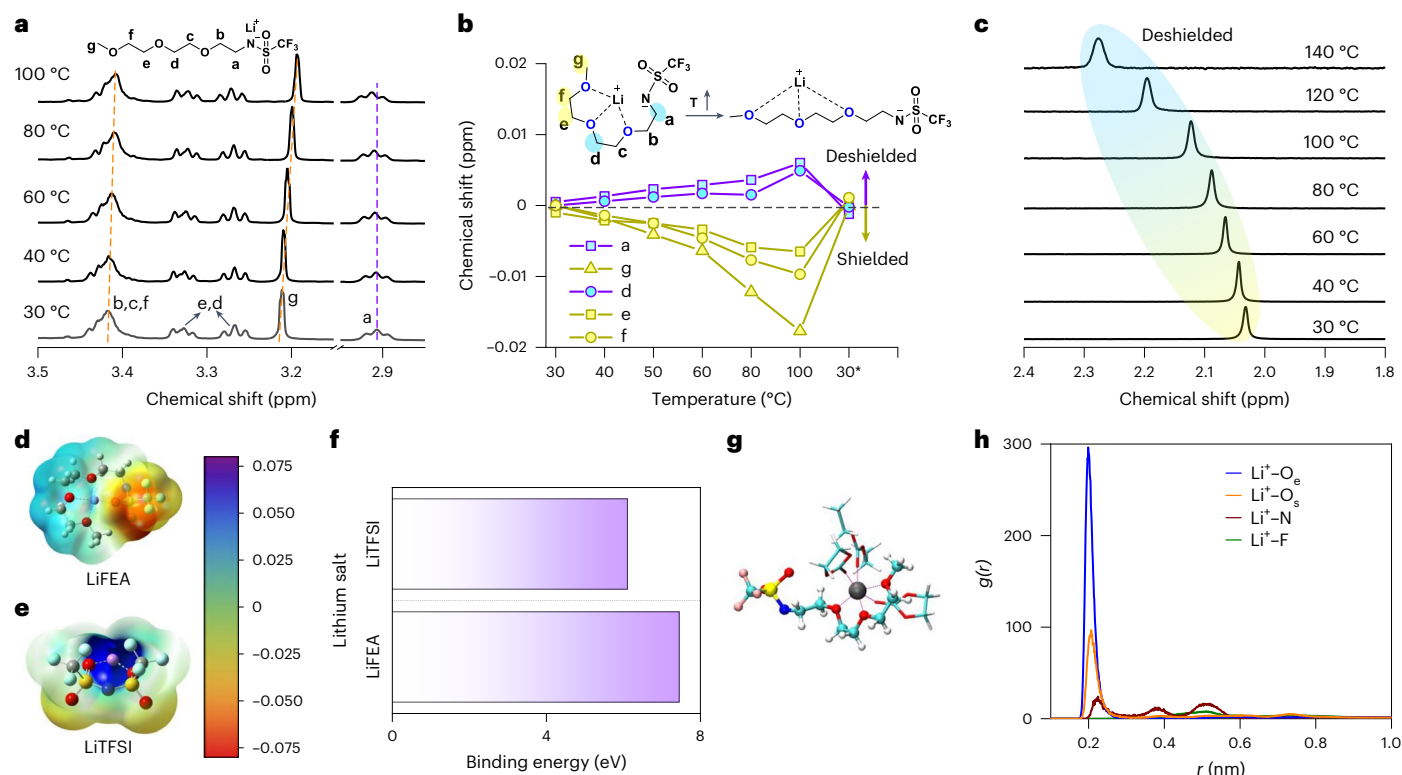 a
Li+
g
f
e
O
d
O
c
O
b
a
N−
O
S
O
CF3
100 °C
80 °C
60 °C
40 °C
30 °C
b,c,f
e,d
g
a
3.5
3.4
3.3
3.2
2.9
Chemical shift (ppm)
b
Chemical shift (ppm)
0.02
0.01
0
−0.01
−0.02
g
O
f
e
O
d
c
O
b
a
N
S
O
O
CF3
Li+
T
Li+
O
O
O
N−
S
O
O
CF3
Deshielded
Shielded
a
g
d
e
f
30
40
50
60
80
100
30*
Temperature (°C)
c
Deshielded
140 °C
120 °C
100 °C
80 °C
60 °C
40 °C
30 °C
2.4
2.3
2.2
2.1
2.0
1.9
1.8
Chemical shift (ppm)
d
LiFEA
e
LiTFSI
0.075
0.050
0.025
0
−0.025
−0.050
−0.075
f
Lithium salt
LiTFSI
LiFEA
0
4
8
Binding energy (eV)
g
h
g(r)
300
200
100
0
Li+–Oe
Li+–Os
Li+–N
Li+–F
0.2
0.4
0.6
0.8
1.0
r (nm)